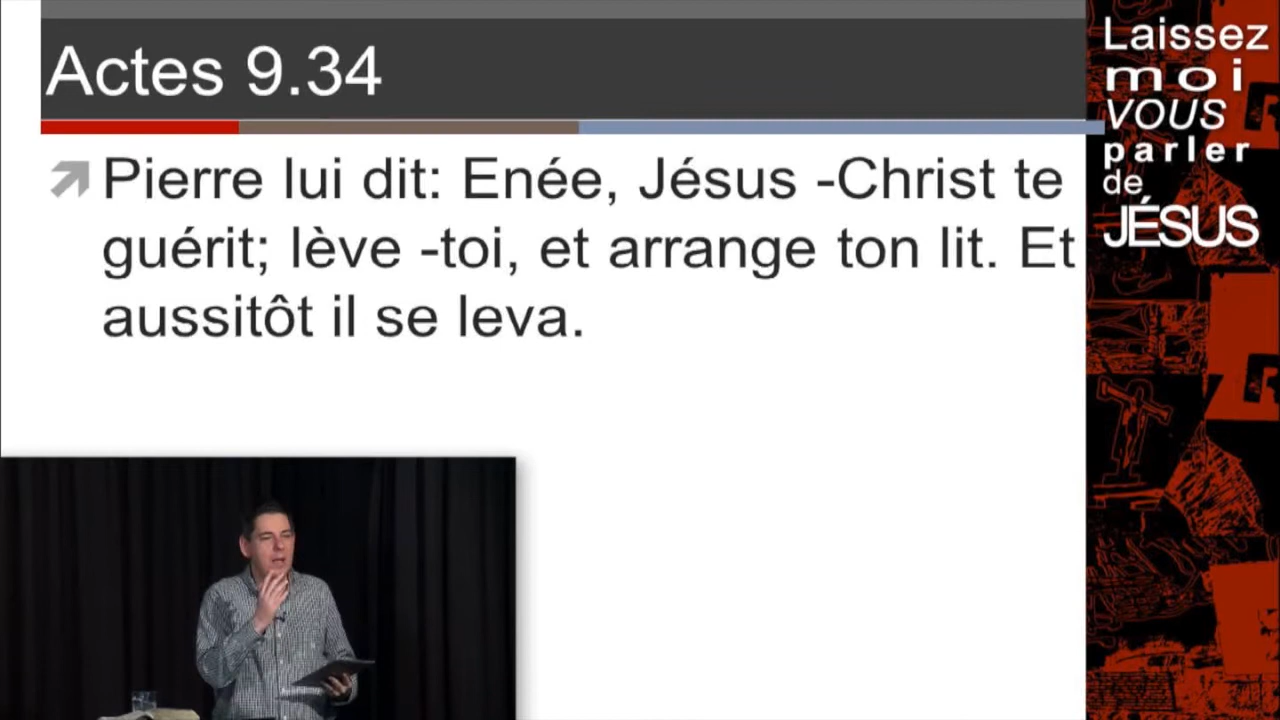 Actes 9.34
Pierre lui dit: Enée, Jésus -Christ te
guérit; lève -toi, et arrange ton lit. Et
aussitôt il se leva.
Laissez
moi
VOUS
parler
de
JÉSUS